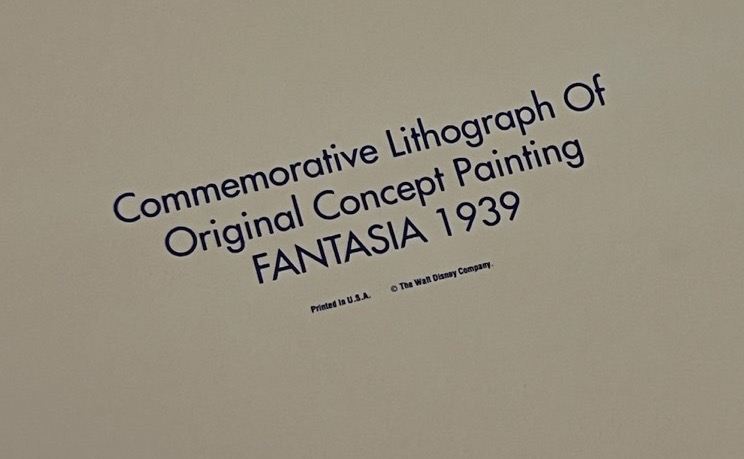 Commemorative Lithograph Of
Original Concept Painting
FANTASIA 1939
Printed in U.S.A. © The Walt Disney Company.